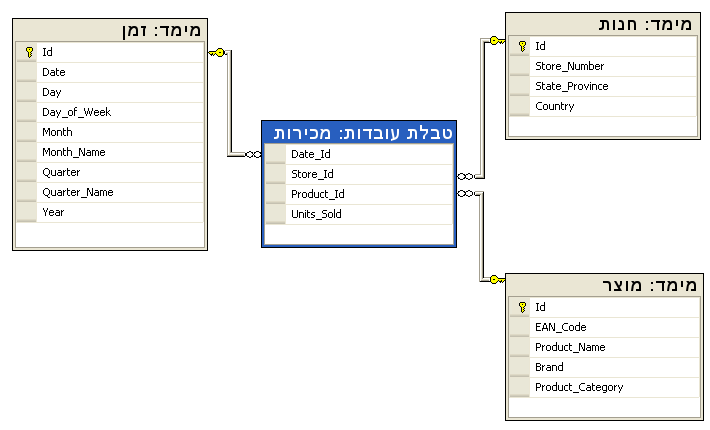 מימד: זמן
Id
Date
Day
Day_of_Week
Month
Month_Name
Quarter
Quarter_Name
Year
טבלת עובדות: מכירות
Date_Id
Store_Id
Product_Id
Units_Sold
מימד: חנות
Id
Store_Number
State_Province
Country
מימד: מוצר
Id
EAN_Code
Product_Name
Brand
Product_Category